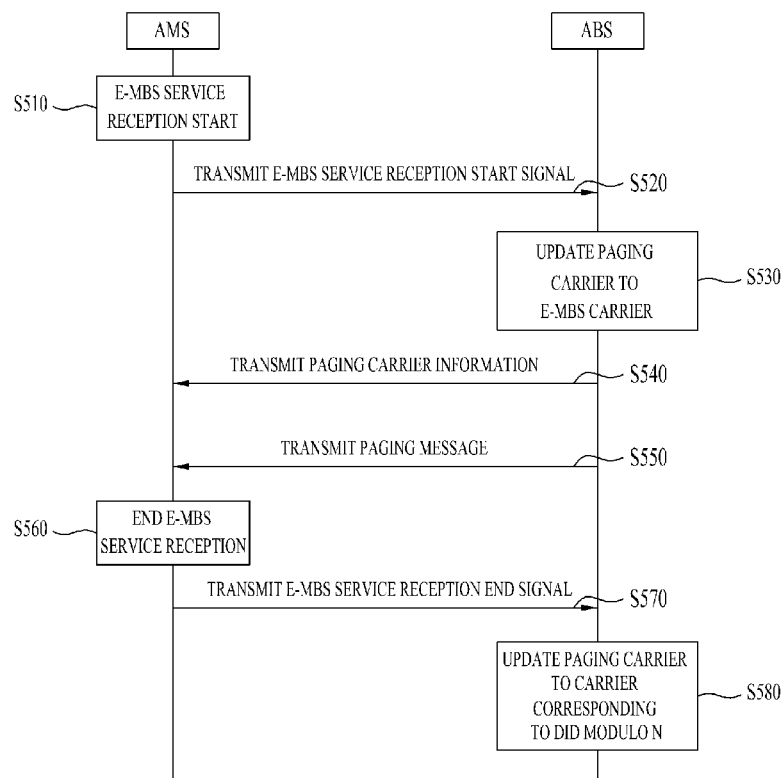 AMS
ABS
S510
E-MBS SERVICE
RECEPTION START
TRANSMIT E-MBS SERVICE RECEPTION START SIGNAL
S520
UPDATE PAGING
CARRIER TO
E-MBS CARRIER
S530
TRANSMIT PAGING CARRIER INFORMATION
S540
TRANSMIT PAGING MESSAGE
S550
S560
END E-MBS
SERVICE RECEPTION
TRANSMIT E-MBS SERVICE RECEPTION END SIGNAL
S570
UPDATE PAGING CARRIER
TO CARRIER
CORRESPONDING
TO DID MODULO N
S580